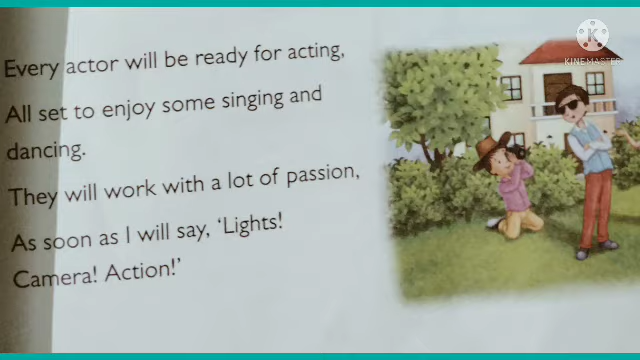 Every actor will be ready for acting,
All set to enjoy some singing and
dancing.
They will work with a lot of passion,
As soon as I will say, 'Lights!
Camera! Action!'
K
KINEMASTER